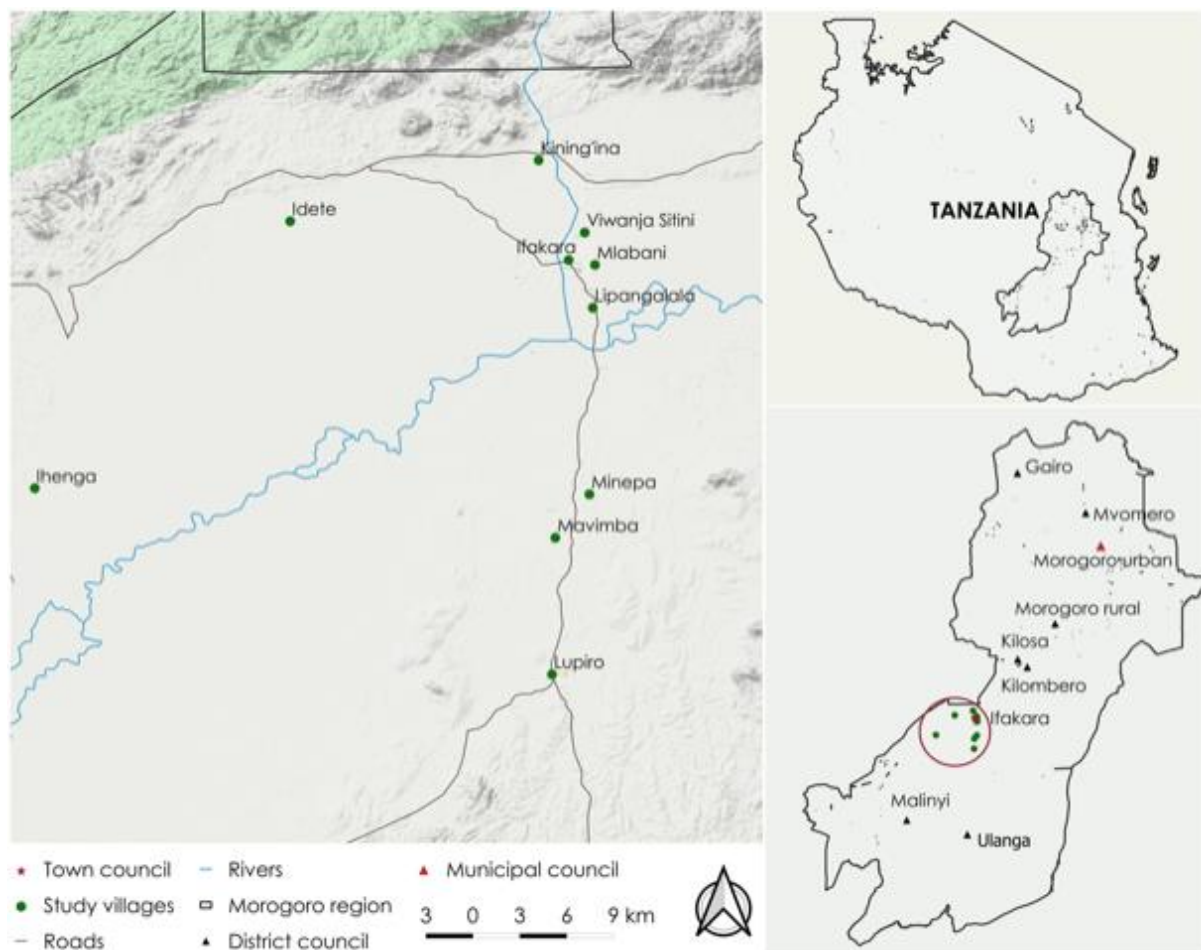 Kining'ina
Idete
Viwanja Sitini
Ifakara
Mlabani
Lipangalala
Ihenga
Minepa
Mavimba
Lupiro
TANZANIA
Gairo
Mvomero
Morogoro urban
Morogoro rural
Kilosa
Kilombero
Ifakara
Malinyi
Ulanga
Town council
Rivers
Municipal council
Study villages
Morogoro region
3 0 3 6 9 km
Roads
District council